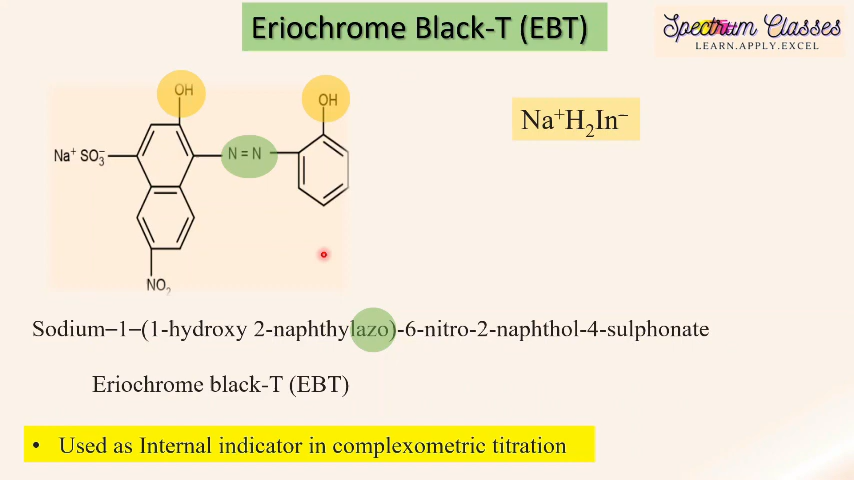 Eriochrome Black-T (EBT)
Spectrum Classes
LEARN.APPLY.EXCEL
OH
OH
Na⁺H₂In⁻
Na⁺ SO₃⁻
N = N
NO₂
Sodium–1–(1-hydroxy 2-naphthylazo)-6-nitro-2-naphthol-4-sulphonate
Eriochrome black-T (EBT)
• Used as Internal indicator in complexometric titration